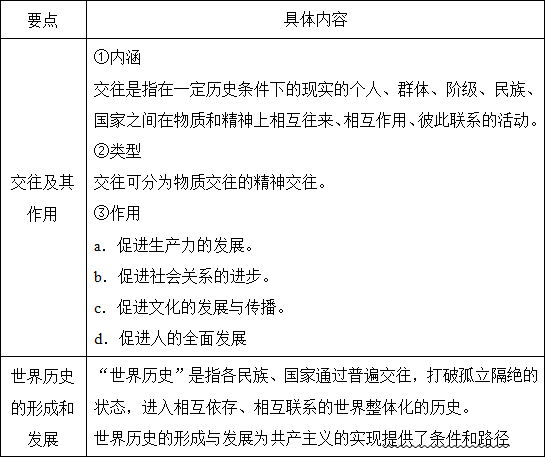 要点
具体内容
交往及其
作用
①内涵
交往是指在一定历史条件下的现实的个人、群体、阶级、民族、
国家之间在物质和精神上相互往来、相互作用、彼此联系的活动。
②类型
交往可分为物质交往的精神交往。
③作用
a．促进生产力的发展。
b．促进社会关系的进步。
c．促进文化的发展与传播。
d．促进人的全面发展
世界历史
的形成和
发展
“世界历史”是指各民族、国家通过普遍交往，打破孤立隔绝的
状态，进入相互依存、相互联系的世界整体化的历史。
世界历史的形成与发展为共产主义的实现提供了条件和路径